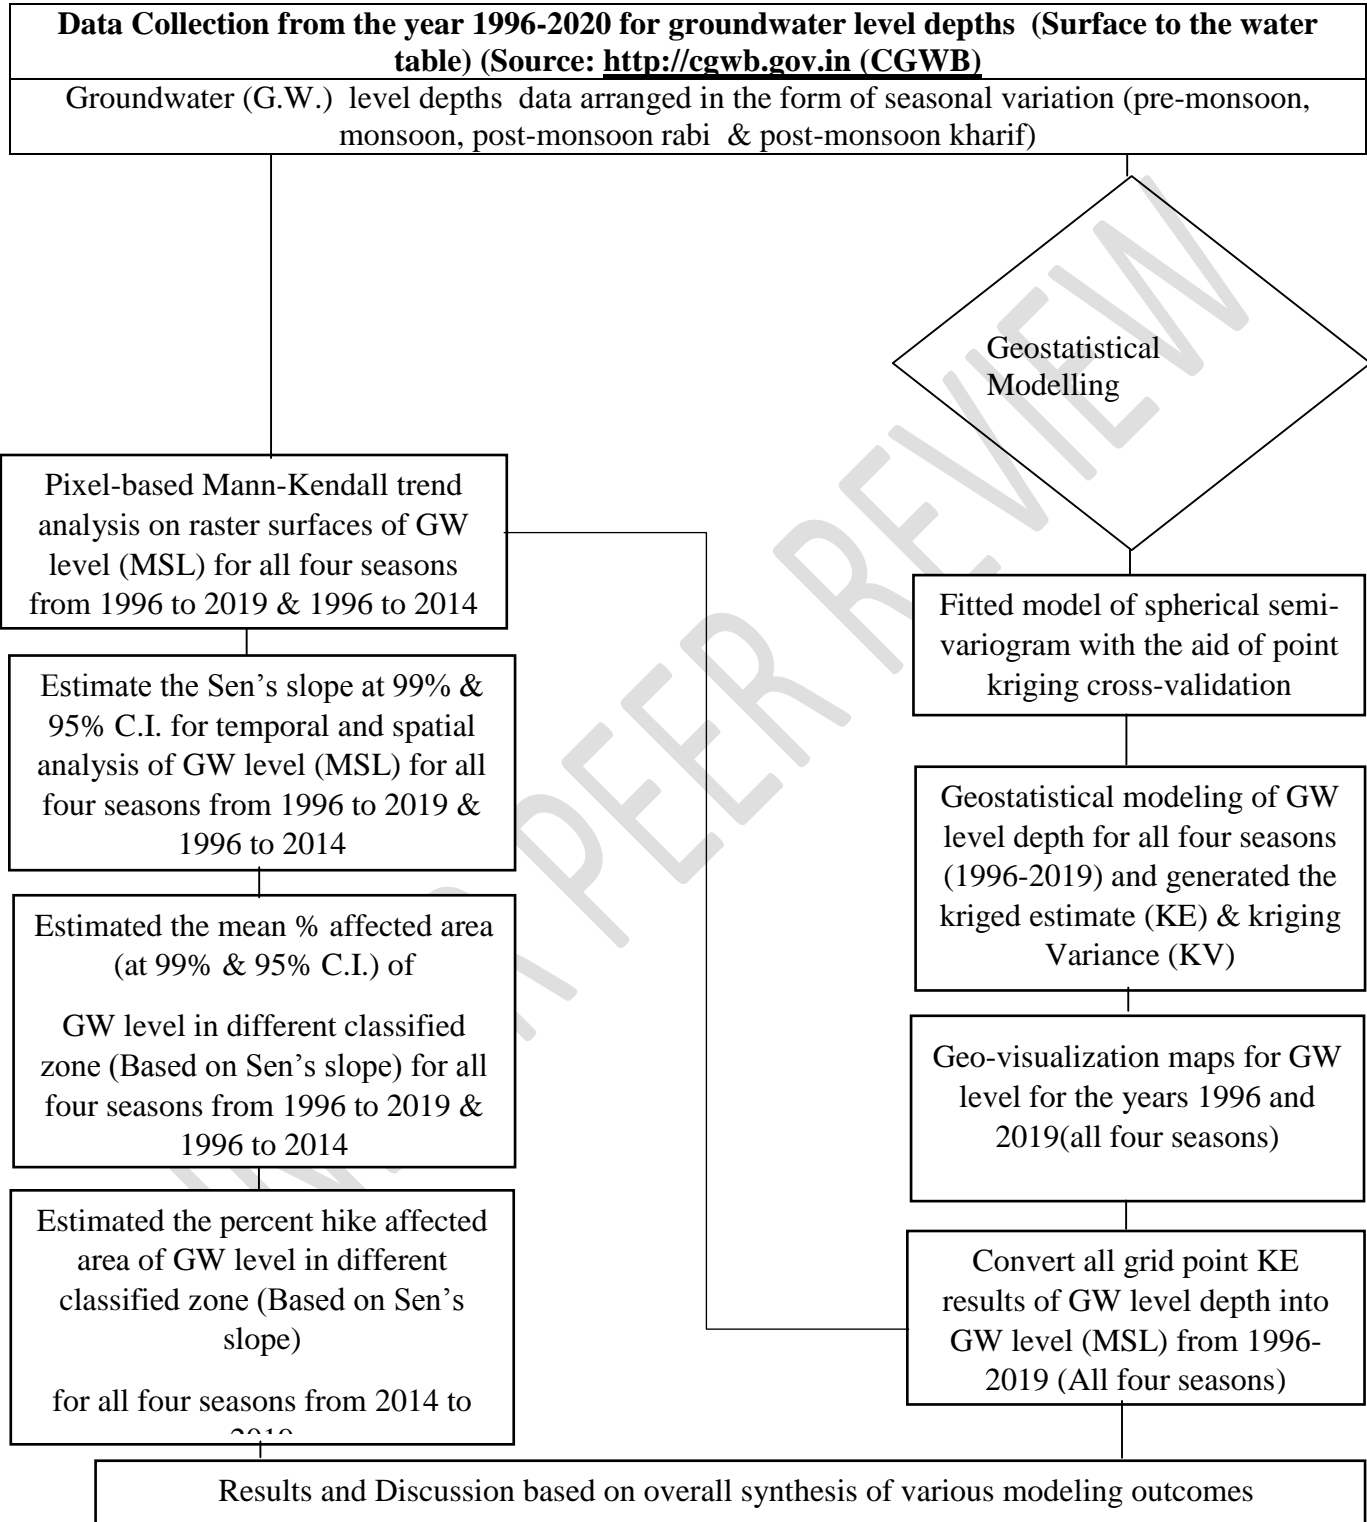 Data Collection from the year 1996-2020 for groundwater level depths (Surface to the water
table) (Source: http://cgwb.gov.in (CGWB)
Groundwater (G.W.) level depths data arranged in the form of seasonal variation (pre-monsoon,
monsoon, post-monsoon rabi & post-monsoon kharif)
Geostatistical
Modelling
Pixel-based Mann-Kendall trend
analysis on raster surfaces of GW
level (MSL) for all four seasons
from 1996 to 2019 & 1996 to 2014
Estimate the Sen’s slope at 99% &
95% C.I. for temporal and spatial
analysis of GW level (MSL) for all
four seasons from 1996 to 2019 &
1996 to 2014
Estimated the mean % affected area
(at 99% & 95% C.I.) of
GW level in different classified
zone (Based on Sen’s slope) for all
four seasons from 1996 to 2019 &
1996 to 2014
Estimated the percent hike affected
area of GW level in different
classified zone (Based on Sen’s
slope)
for all four seasons from 2014 to
Fitted model of spherical semi-
variogram with the aid of point
kriging cross-validation
Geostatistical modeling of GW
level depth for all four seasons
(1996-2019) and generated the
kriged estimate (KE) & kriging
Variance (KV)
Geo-visualization maps for GW
level for the years 1996 and
2019(all four seasons)
Convert all grid point KE
results of GW level depth into
GW level (MSL) from 1996-
2019 (All four seasons)
Results and Discussion based on overall synthesis of various modeling outcomes
PEER REVIEW